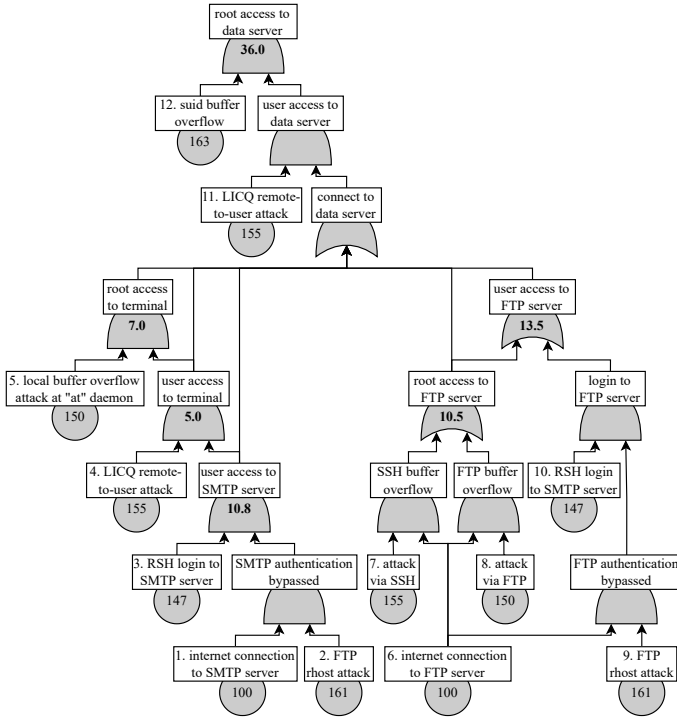 root access to
data server
36.0
12. suid buffer
overflow
163
user access to
data server
11. LICQ remote-
to-user attack
155
connect to
data server
root access
to terminal
7.0
user access to
FTP server
13.5
5. local buffer overflow
attack at "at" daemon
150
user access
to terminal
5.0
root access to
FTP server
10.5
login to
FTP server
4. LICQ remote-
to-user attack
155
user access to
SMTP server
10.8
SSH buffer
overflow
FTP buffer
overflow
10. RSH login
to SMTP server
147
3. RSH login to
SMTP server
147
SMTP authentication
bypassed
7. attack
via SSH
155
8. attack
via FTP
150
FTP authentication
bypassed
1. internet connection
to SMTP server
100
2. FTP
rhost attack
161
6. internet connection
to FTP server
100
9. FTP
rhost attack
161